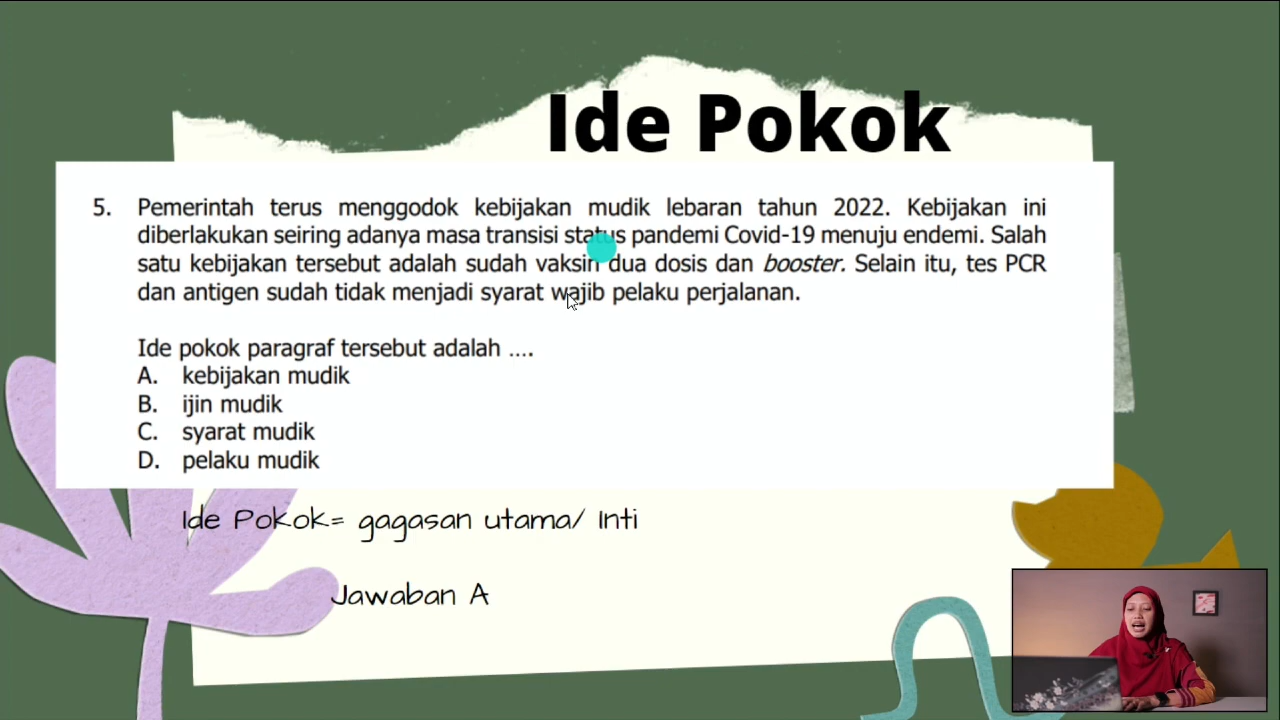 Ide Pokok
5. Pemerintah terus menggodok kebijakan mudik lebaran tahun 2022. Kebijakan ini
diberlakukan seiring adanya masa transisi status pandemi Covid-19 menuju endemi. Salah
satu kebijakan tersebut adalah sudah vaksin dua dosis dan booster. Selain itu, tes PCR
dan antigen sudah tidak menjadi syarat wajib pelaku perjalanan.
Ide pokok paragraf tersebut adalah ....
A. kebijakan mudik
B. ijin mudik
C. syarat mudik
D. pelaku mudik
Ide Pokok= gagasan utama/ Inti
Jawaban A